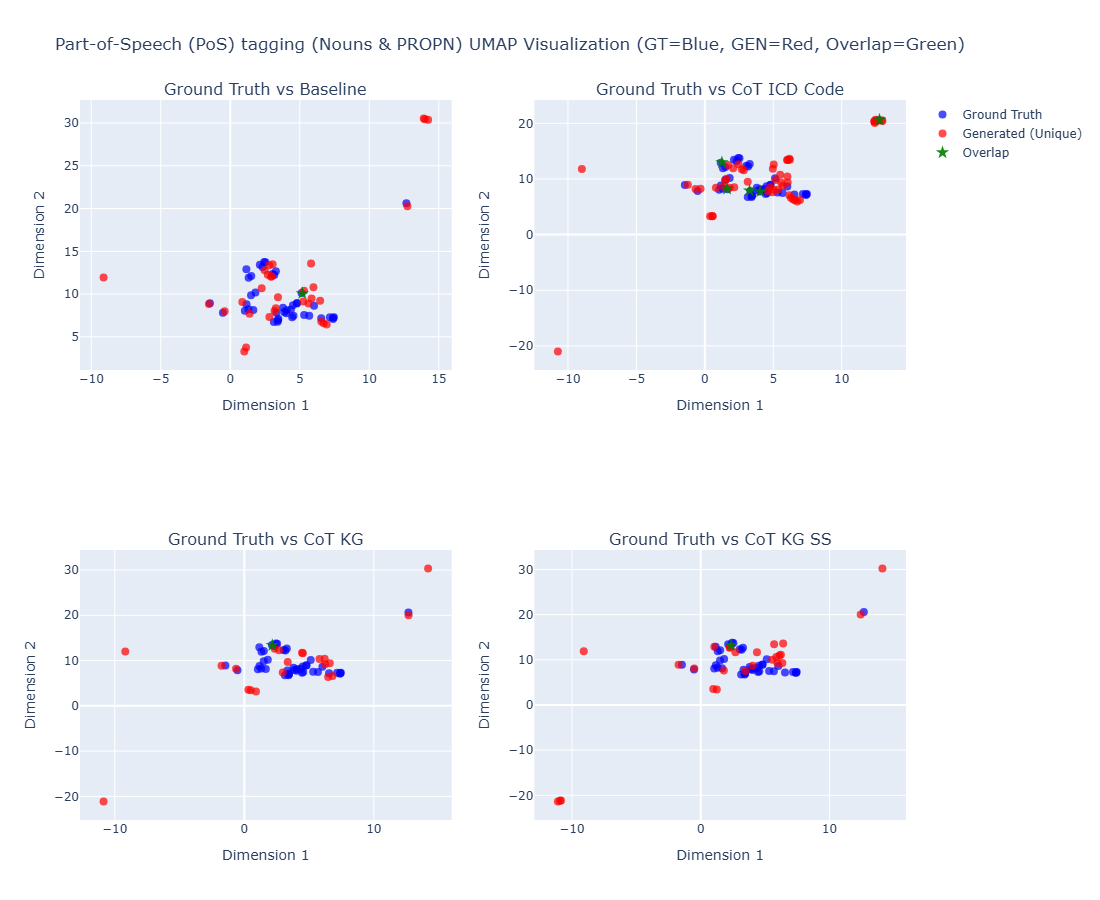 Part-of-Speech (PoS) tagging (Nouns & PROPN) UMAP Visualization (GT=Blue, GEN=Red, Overlap=Green)
Ground Truth vs Baseline
30
25
20
15
10
5
−10
−5
0
5
10
15
Dimension 2
Dimension 1
Ground Truth vs CoT ICD Code
20
10
0
−10
−20
−10
−5
0
5
10
Dimension 2
Dimension 1
Ground Truth
Generated (Unique)
Overlap
Ground Truth vs CoT KG
30
20
10
0
−10
−20
−10
0
10
Dimension 2
Dimension 1
Ground Truth vs CoT KG SS
30
20
10
0
−10
−20
−10
0
10
Dimension 2
Dimension 1